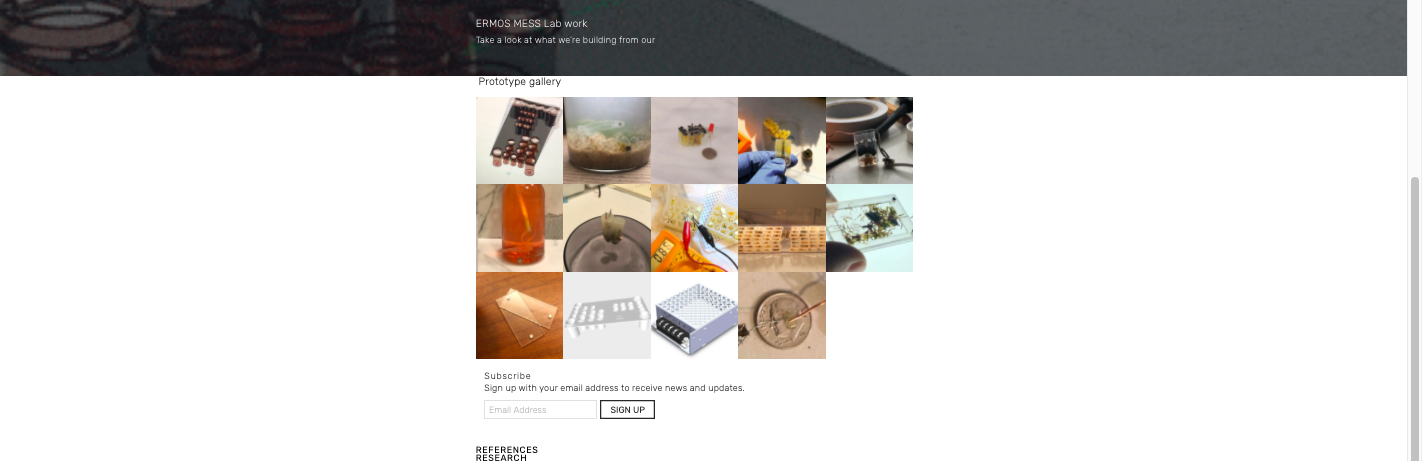 ERMOS MESS Lab work
Take a look at what we're building from our
Prototype gallery
Subscribe
Sign up with your email address to receive news and updates.
Email Address
SIGN UP
REFERENCES
RESEARCH